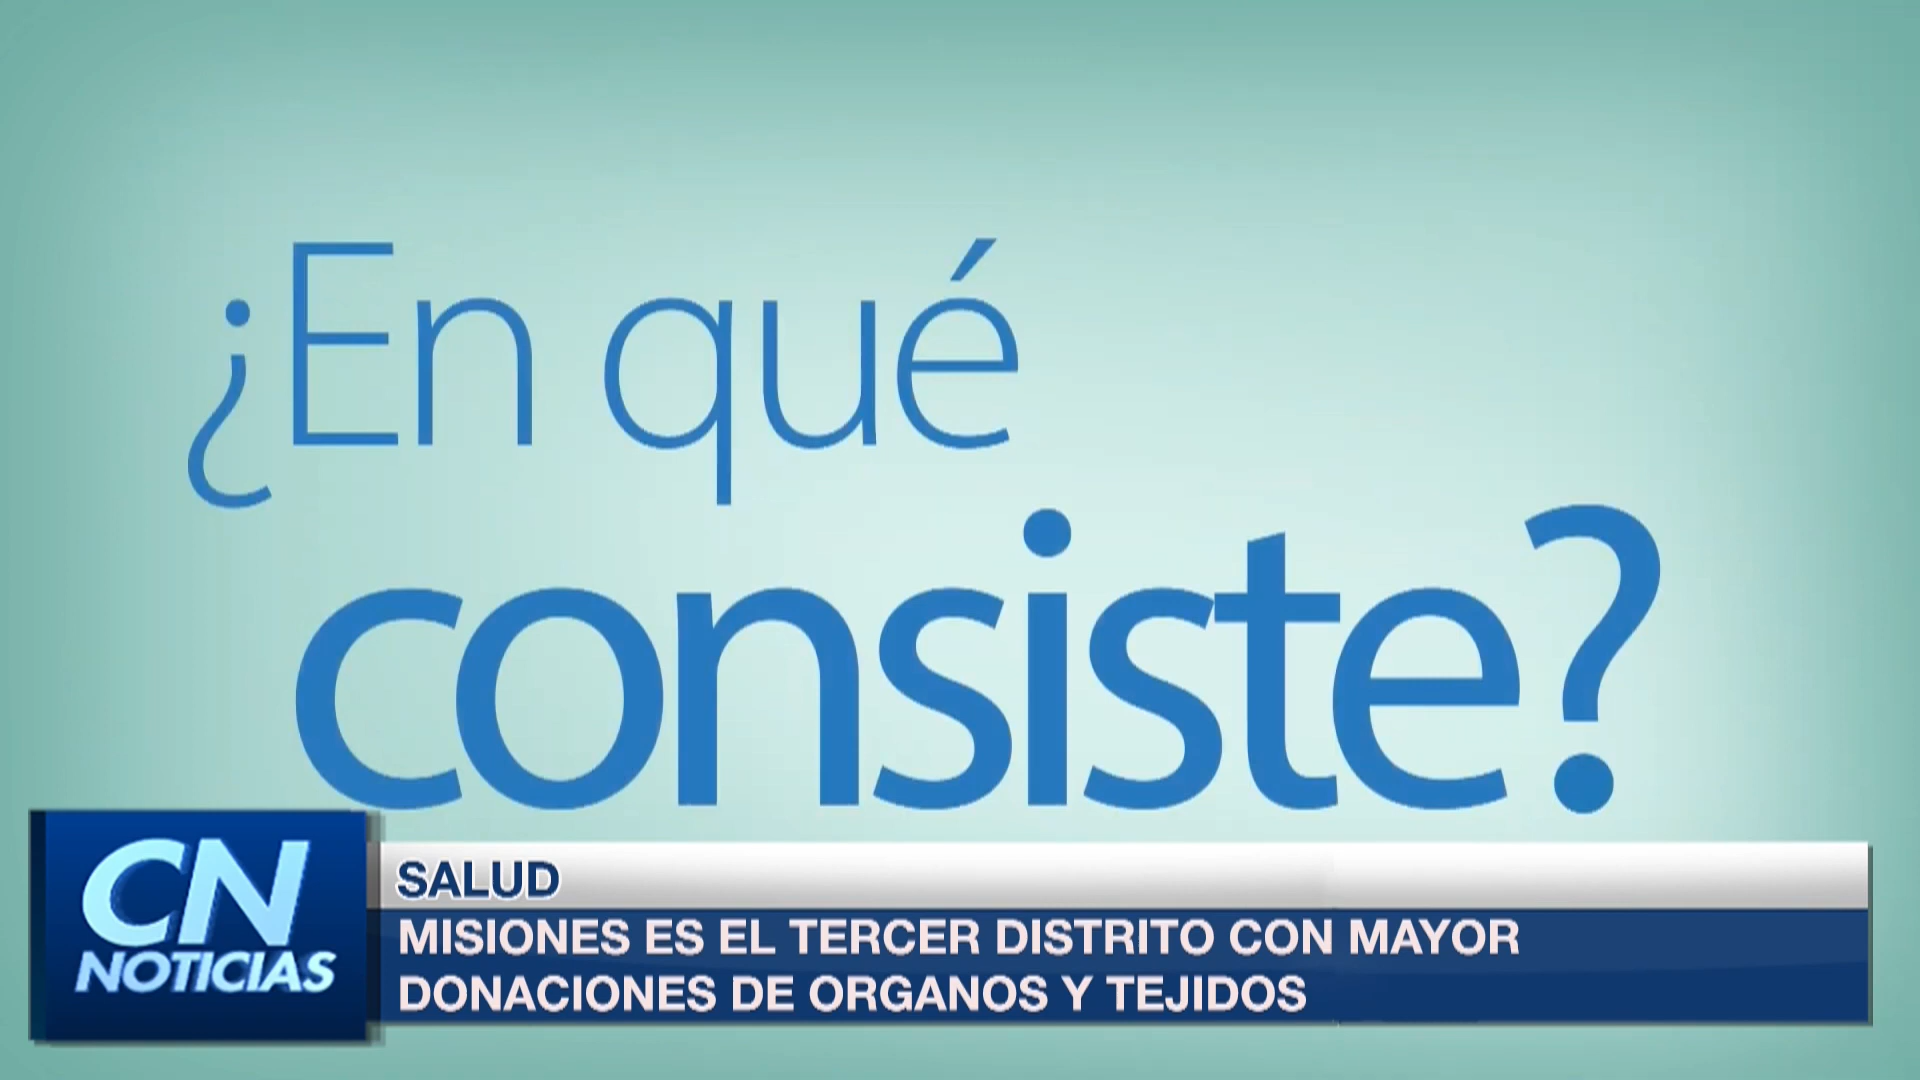 ¿En qué
consiste?
CN
NOTICIAS
SALUD
MISIONES ES EL TERCER DISTRITO CON MAYOR
DONACIONES DE ORGANOS Y TEJIDOS